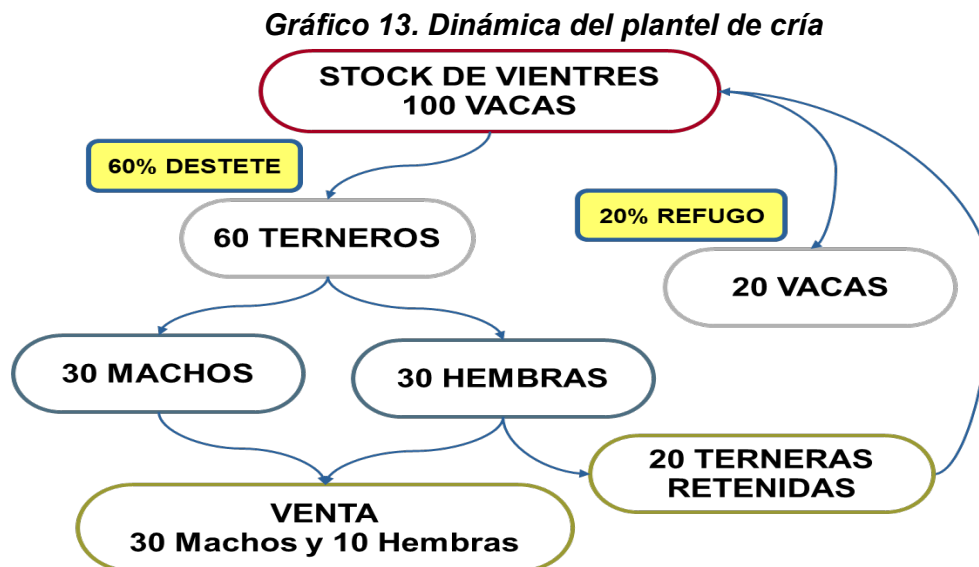 Gráfico 13. Dinámica del plantel de cría
STOCK DE VIENTRES
100 VACAS
60% DESTETE
20% REFUGO
60 TERNEROS
20 VACAS
30 MACHOS
30 HEMBRAS
20 TERNERAS
RETENIDAS
VENTA
30 Machos y 10 Hembras